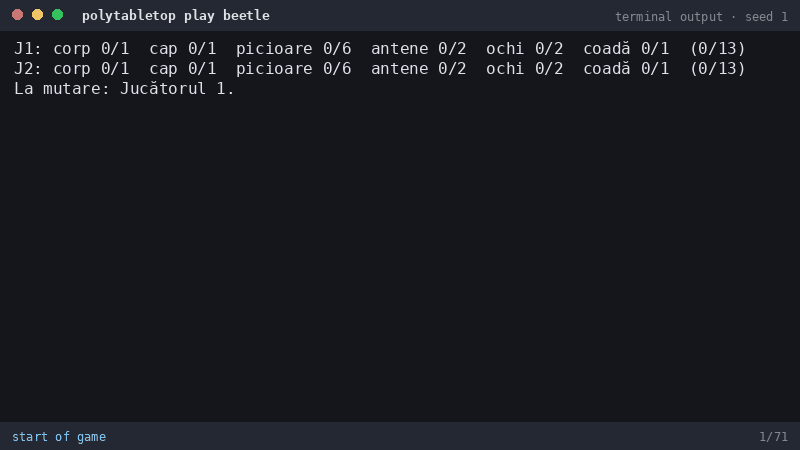 polytabletop play beetle
terminal output · seed 1
J1: corp 0/1  cap 0/1  picioare 0/6  antene 0/2  ochi 0/2  coadă 0/1  (0/13)
J2: corp 0/1  cap 0/1  picioare 0/6  antene 0/2  ochi 0/2  coadă 0/1  (0/13)
La mutare: Jucătorul 1.
start of game
1/71